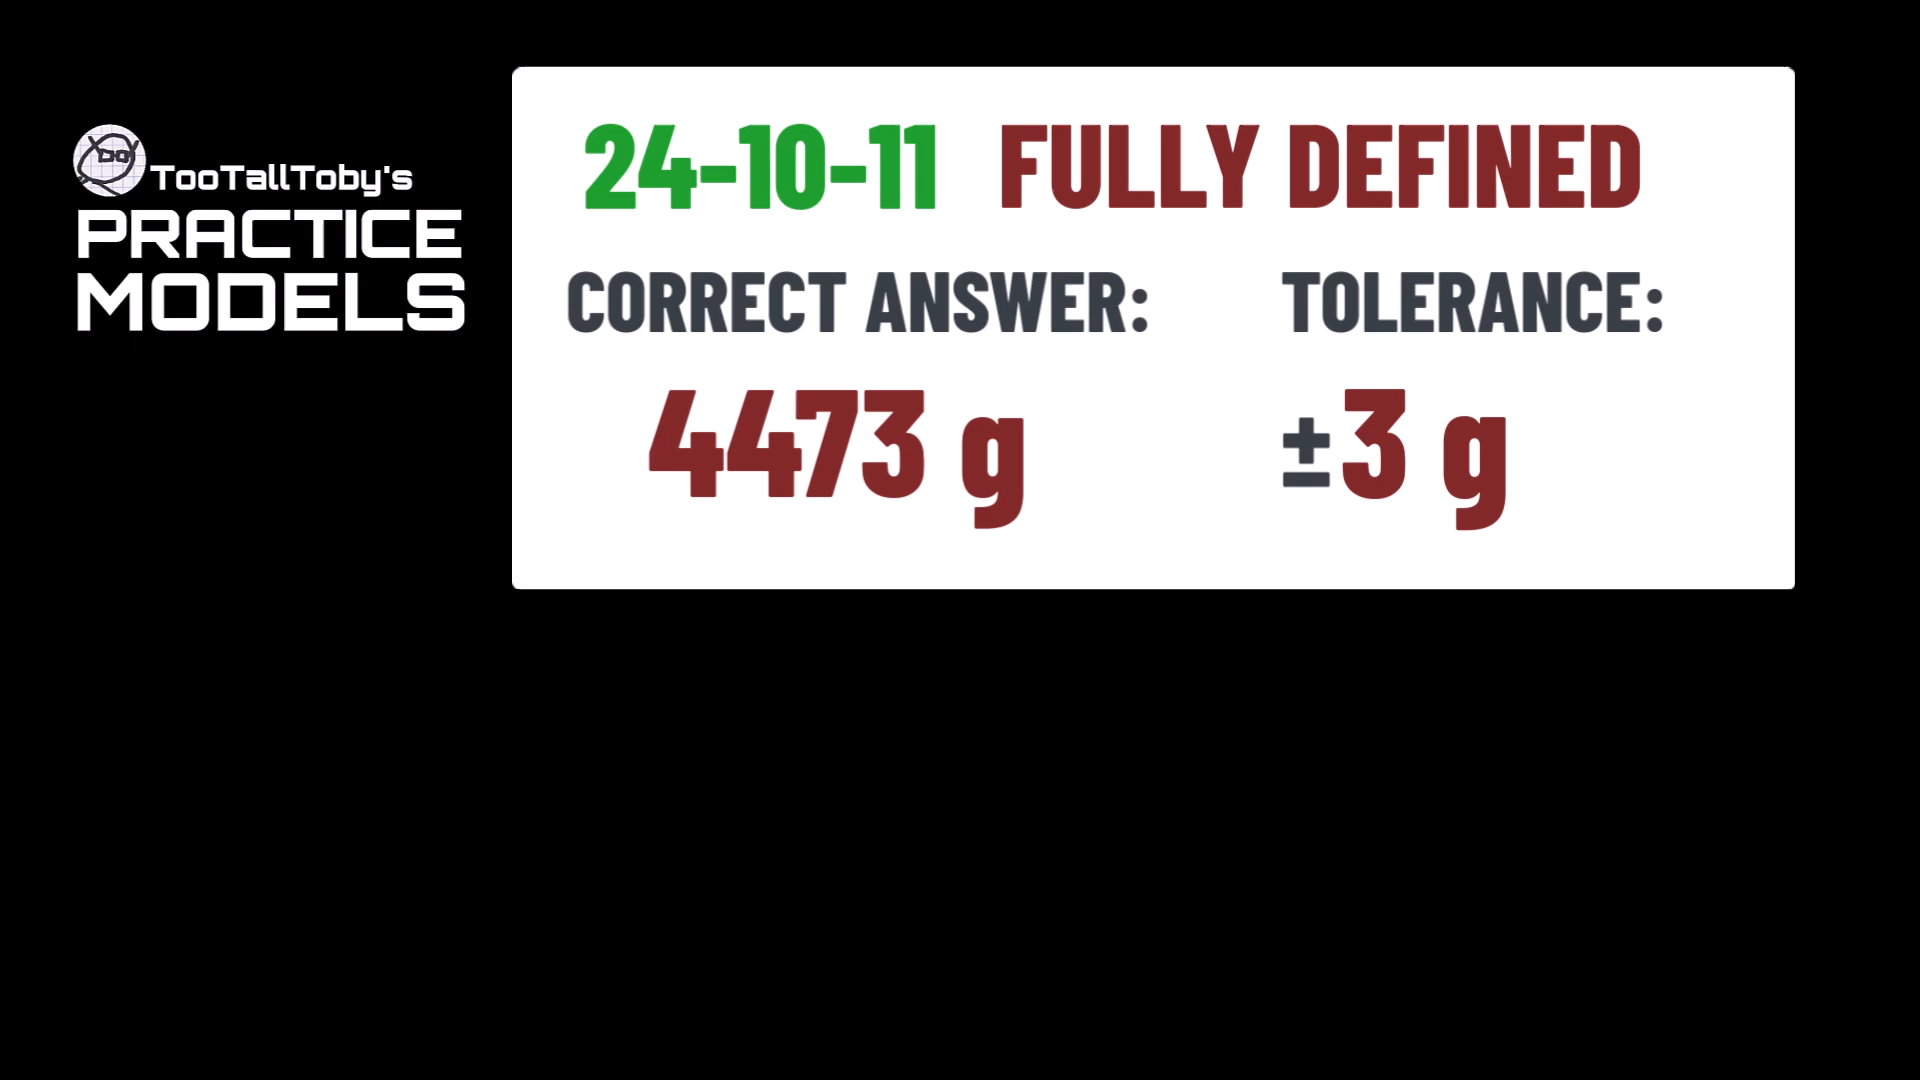 TooTallToby's
PRACTICE
MODELS
24-10-11 FULLY DEFINED
CORRECT ANSWER: TOLERANCE:
4473 g ±3 g